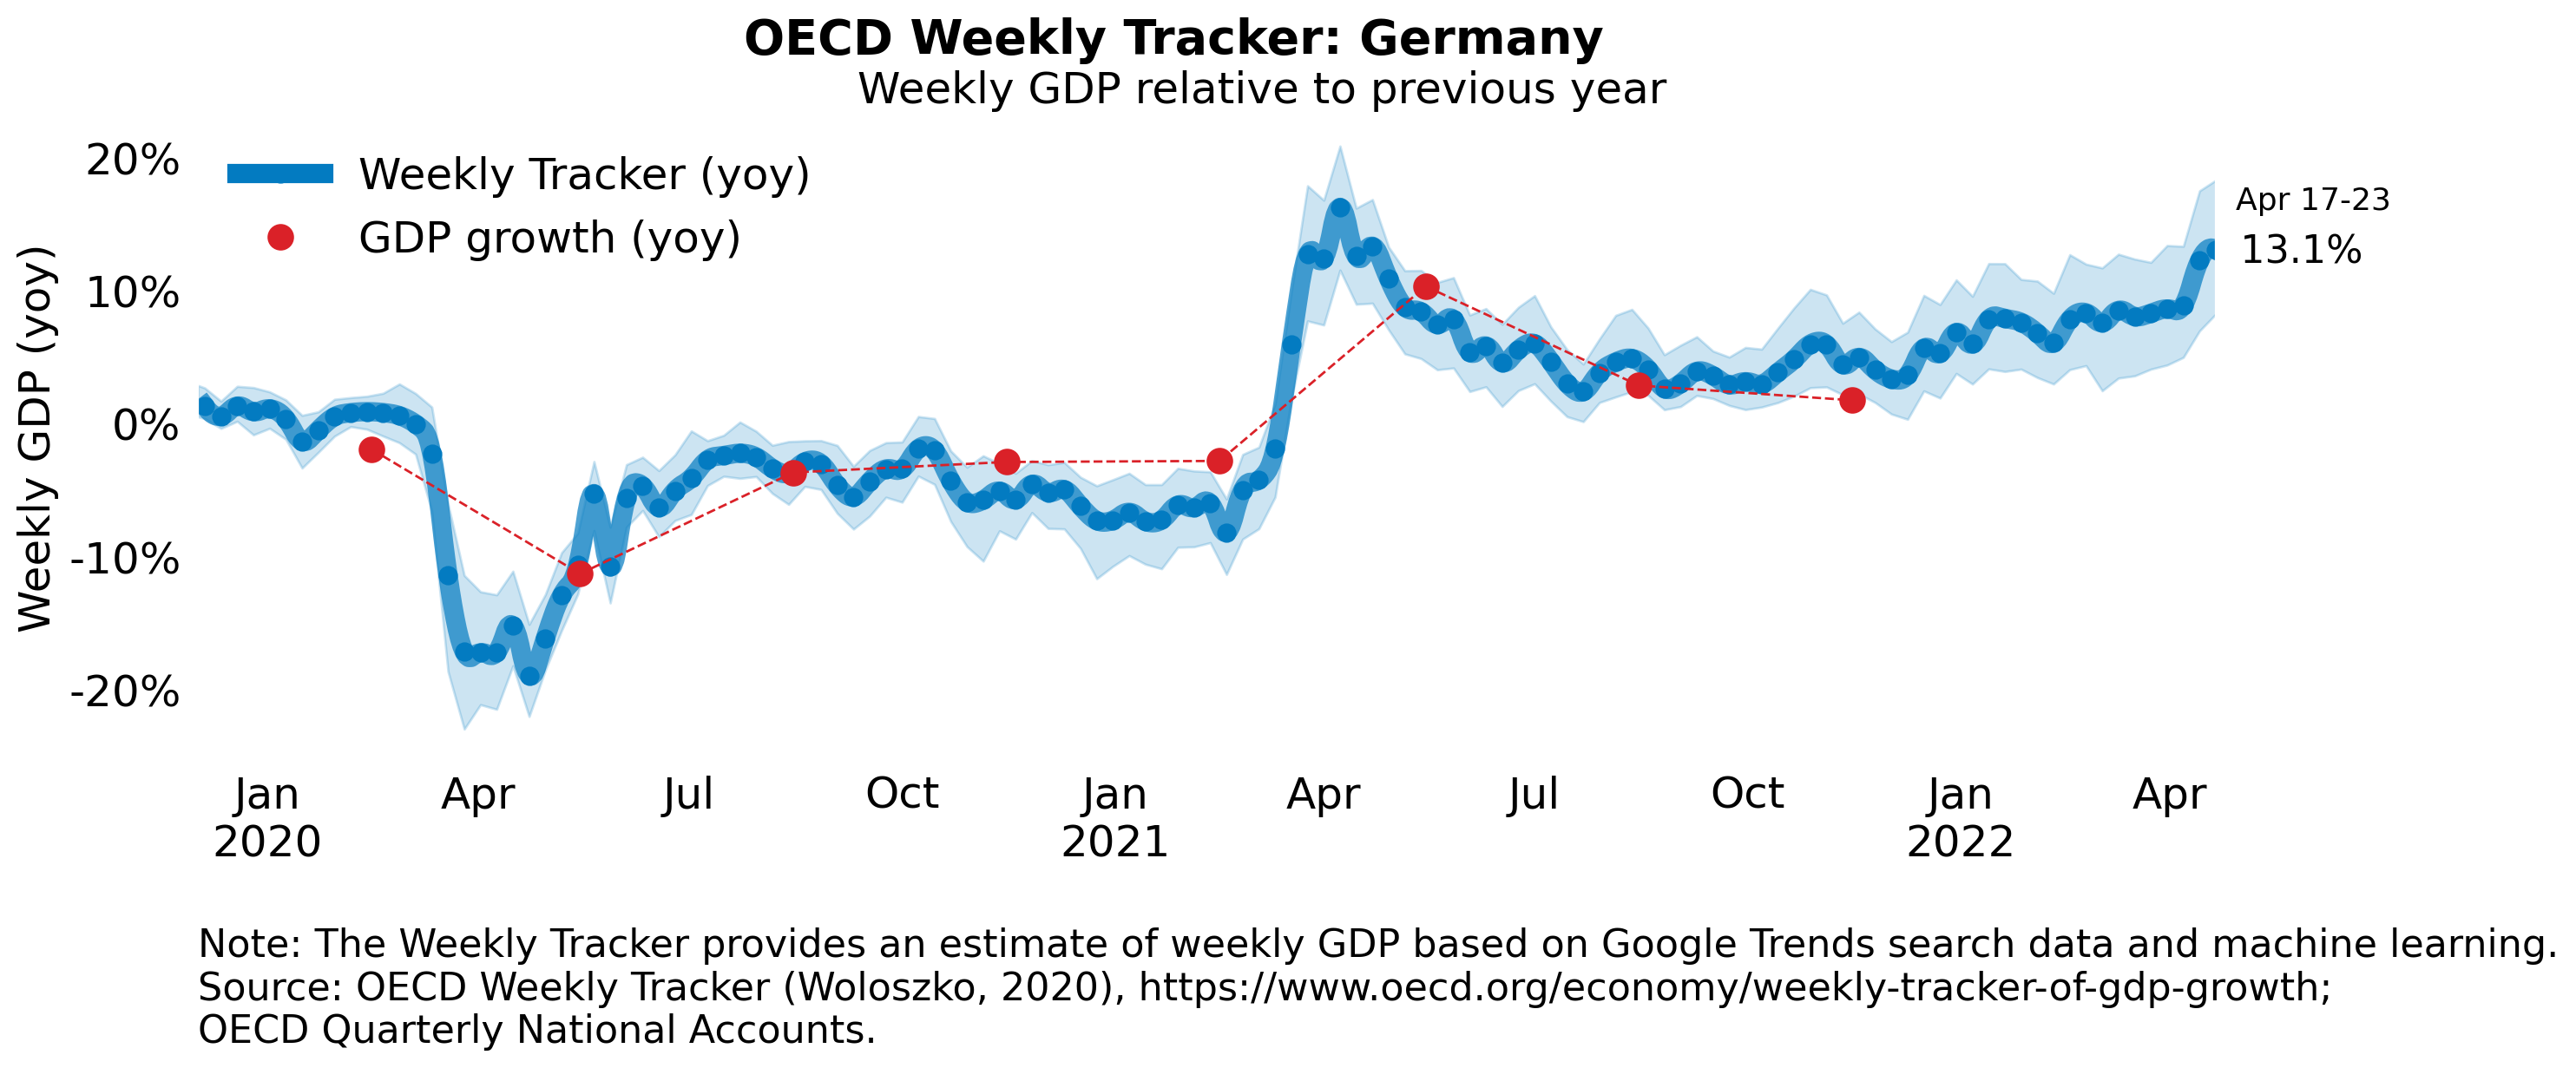 OECD Weekly Tracker: Germany
Weekly GDP relative to previous year
Weekly GDP (yoy)
20%
10%
0%
-10%
-20%
Weekly Tracker (yoy)
GDP growth (yoy)
Apr 17-23
13.1%
Jan Apr Jul Oct Jan Apr Jul Oct Jan Apr
2020 2021 2022
Note: The Weekly Tracker provides an estimate of weekly GDP based on Google Trends search data and machine learning.
Source: OECD Weekly Tracker (Woloszko, 2020), https://www.oecd.org/economy/weekly-tracker-of-gdp-growth;
OECD Quarterly National Accounts.